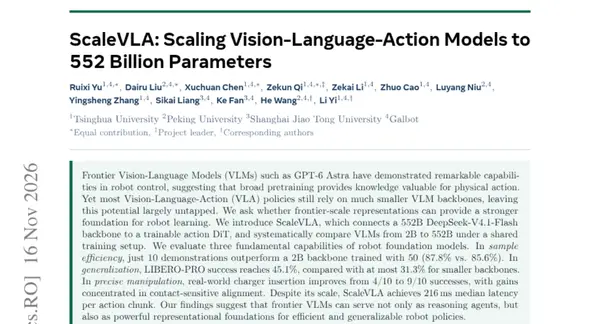 ScaleVLA: Scaling Vision-Language-Action Models to
552 Billion Parameters
Ruixi Yu1,4,*, Dairu Liu2,4,*, Xuchuan Chen1,4,*, Zekun Qi1,4,*,‡, Zekai Li1,4, Zhuo Cao1,4, Luyang Niu2,4,
Yingsheng Zhang1,4, Sikai Liang3,4, Ke Fan3,4, He Wang2,4,†, Li Yi1,4,†
1Tsinghua University 2Peking University 3Shanghai Jiao Tong University 4Galbot
*Equal contribution, ‡Project leader, †Corresponding authors
Frontier Vision-Language Models (VLMs) such as GPT-6 Astra have demonstrated remarkable capabili-
ties in robot control, suggesting that broad pretraining provides knowledge valuable for physical action.
Yet most Vision-Language-Action (VLA) policies still rely on much smaller VLM backbones, leaving
this potential largely untapped. We ask whether frontier-scale representations can provide a stronger
foundation for robot learning. We introduce ScaleVLA, which connects a 552B DeepSeek-V4.1-Flash
backbone to a trainable action DiT, and systematically compare VLMs from 2B to 552B under a shared
training setup. We evaluate three fundamental capabilities of robot foundation models. In sample
efficiency, just 10 demonstrations outperform a 2B backbone trained with 50 (87.8% vs. 85.6%). In
generalization, LIBERO-PRO success reaches 45.1%, compared with at most 31.3% for smaller backbones.
In precise manipulation, real-world charger insertion improves from 4/10 to 9/10 successes, with gains
concentrated in contact-sensitive alignment. Despite its scale, ScaleVLA achieves 216 ms median latency
per action chunk. Our findings suggest that frontier VLMs can serve not only as reasoning agents, but
also as powerful representational foundations for efficient and generalizable robot policies.
cs.RO] 16 Nov 2026